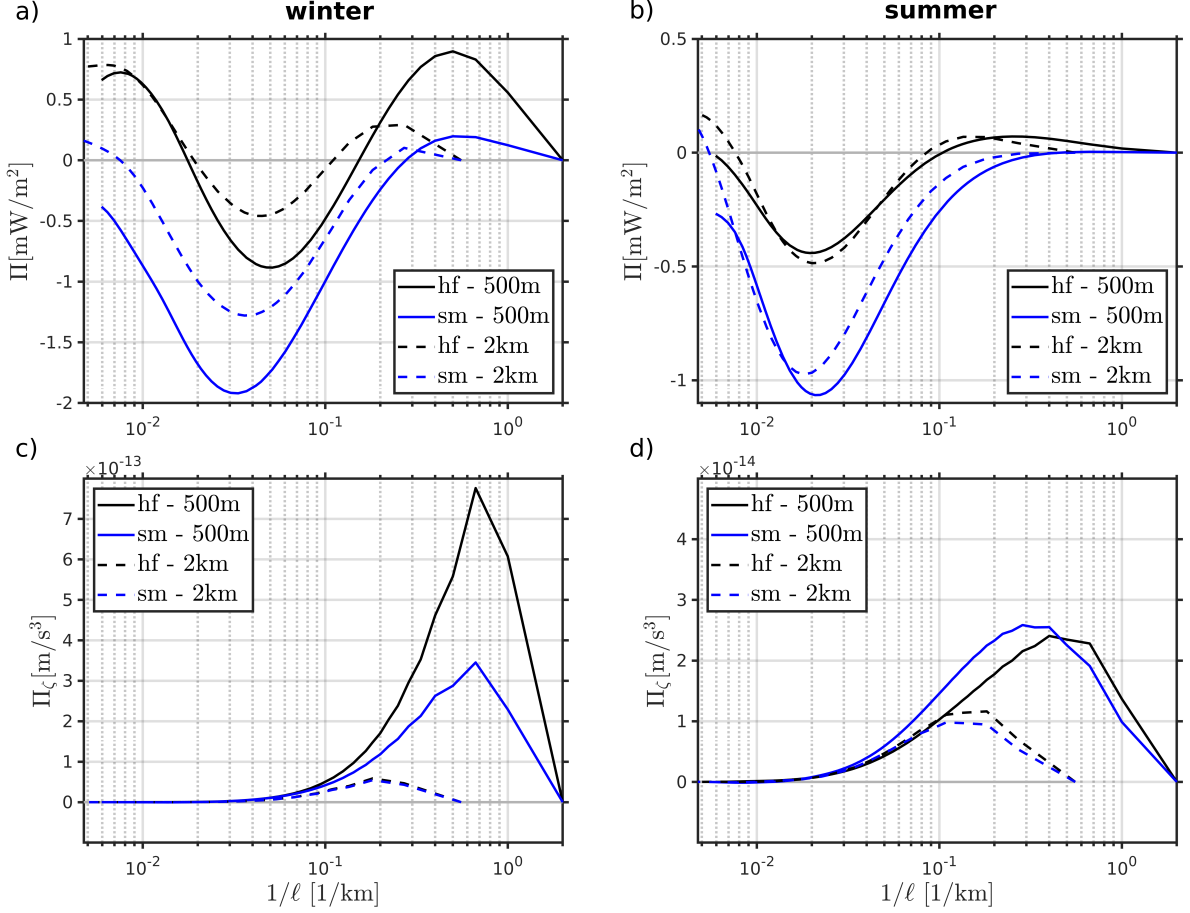 a)
winter
1
0.5
0
-0.5
-1
-1.5
-2
Π[mW/m²]
10⁻²
10⁻¹
10⁰
hf - 500m
sm - 500m
hf - 2km
sm - 2km
b)
summer
0.5
0
-0.5
-1
Π[mW/m²]
10⁻²
10⁻¹
10⁰
hf - 500m
sm - 500m
hf - 2km
sm - 2km
c)
×10⁻¹³
7
6
5
4
3
2
1
0
Π_ζ[m/s³]
hf - 500m
sm - 500m
hf - 2km
sm - 2km
10⁻²
10⁻¹
10⁰
1/ℓ [1/km]
d)
×10⁻¹⁴
4
3
2
1
0
Π_ζ[m/s³]
hf - 500m
sm - 500m
hf - 2km
sm - 2km
10⁻²
10⁻¹
10⁰
1/ℓ [1/km]